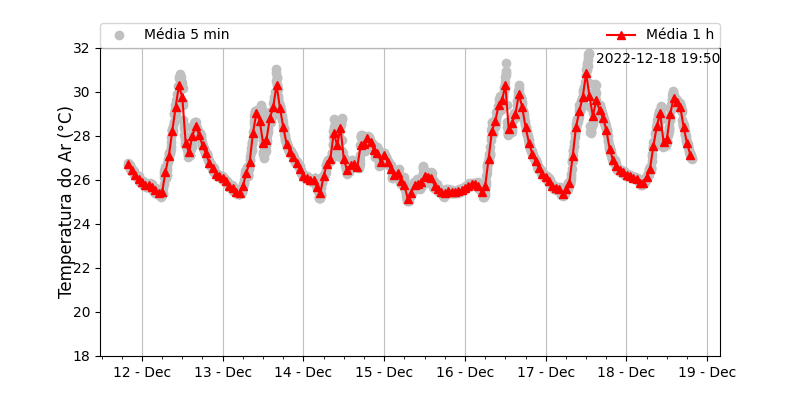 Média 5 min
Média 1 h
2022-12-18 19:50
Temperatura do Ar (°C)
32
30
28
26
24
22
20
18
12 - Dec
13 - Dec
14 - Dec
15 - Dec
16 - Dec
17 - Dec
18 - Dec
19 - Dec